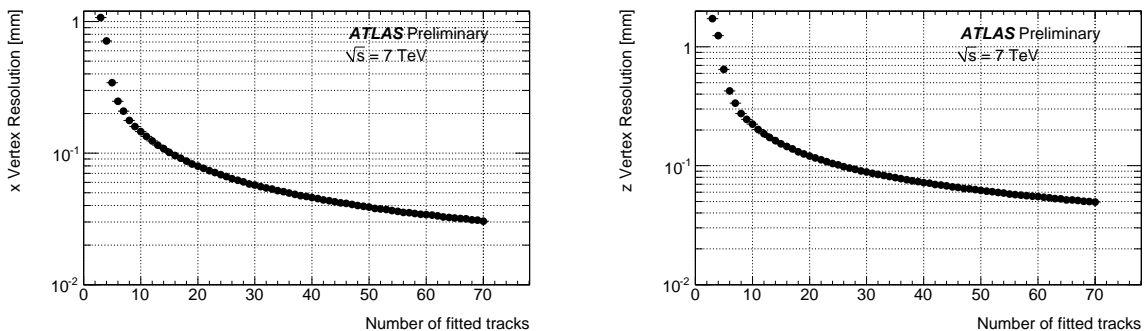 x Vertex Resolution [mm]
1
10-1
10-2
ATLAS Preliminary
√s = 7 TeV
0 10 20 30 40 50 60 70
Number of fitted tracks
z Vertex Resolution [mm]
1
10-1
10-2
ATLAS Preliminary
√s = 7 TeV
0 10 20 30 40 50 60 70
Number of fitted tracks